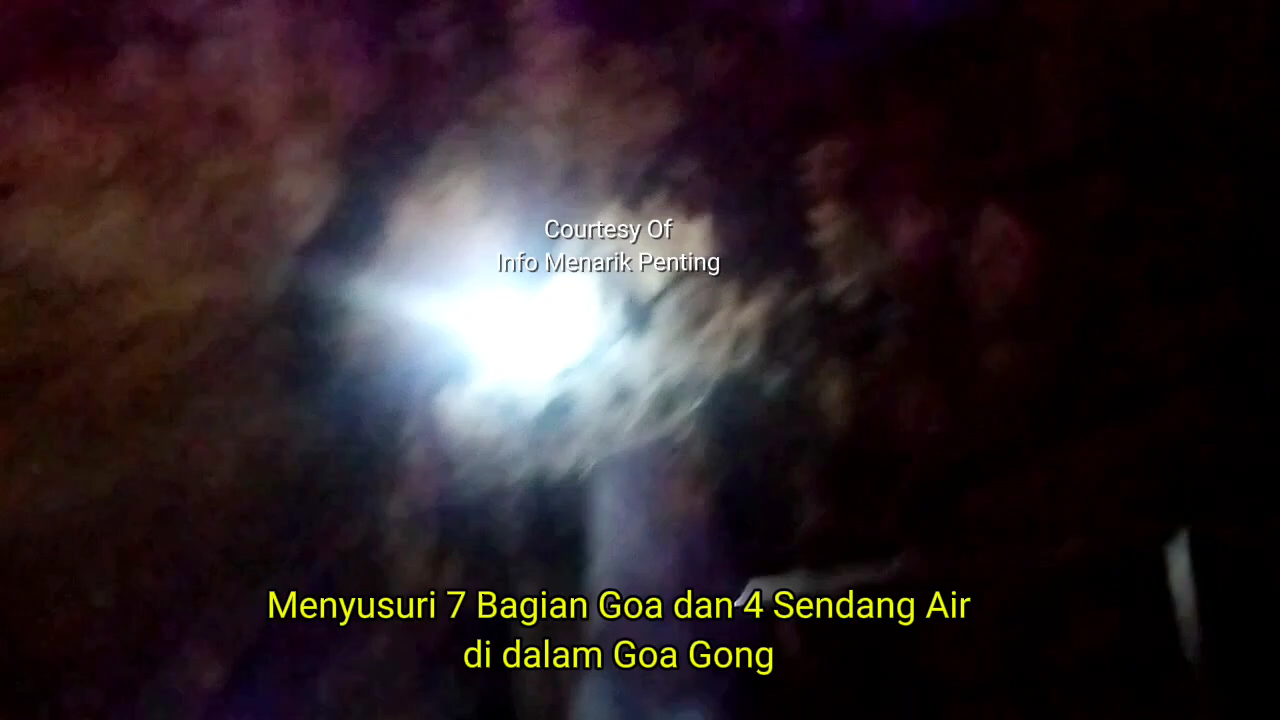 Courtesy Of
Info Menarik Penting
Menyusuri 7 Bagian Goa dan 4 Sendang Air
di dalam Goa Gong